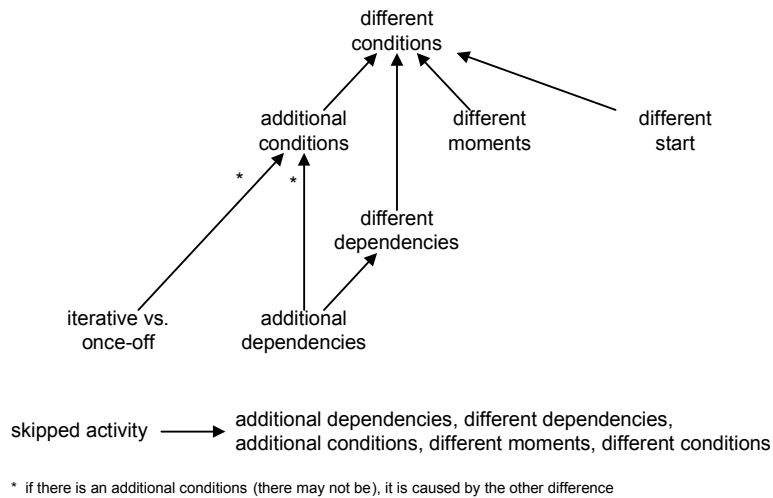 different
conditions
additional
conditions
different
moments
different
start
*
*
different
dependencies
iterative vs.
once-off
additional
dependencies
skipped activity
additional dependencies, different dependencies,
additional conditions, different moments, different conditions
* if there is an additional conditions (there may not be), it is caused by the other difference